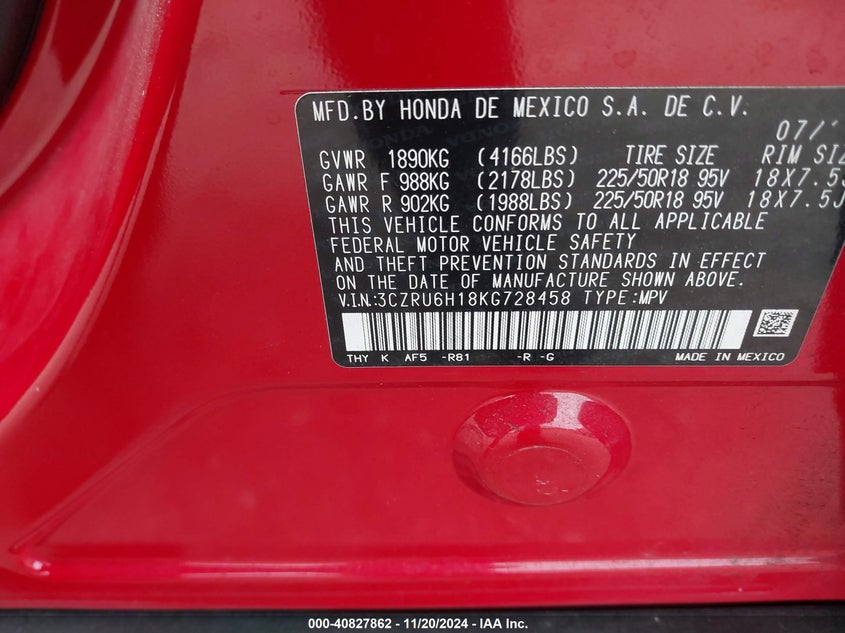 MFD.BY HONDA DE MEXICO S.A. DE C.V.
07/
GVWR 1890KG (4166LBS) TIRE SIZE RIM SIZ
GAWR F 988KG (2178LBS) 225/50R18 95V 18X7.5J
GAWR R 902KG (1988LBS) 225/50R18 95V 18X7.5J
THIS VEHICLE CONFORMS TO ALL APPLICABLE
FEDERAL MOTOR VEHICLE SAFETY
AND THEFT PREVENTION STANDARDS IN EFFECT
ON THE DATE OF MANUFACTURE SHOWN ABOVE.
V.I.N.:3CZRU6H18KG728458 TYPE:MPV
THY K AF5 -R81 -R -G MADE IN MEXICO
000-40827862 - 11/20/2024 - IAA Inc.